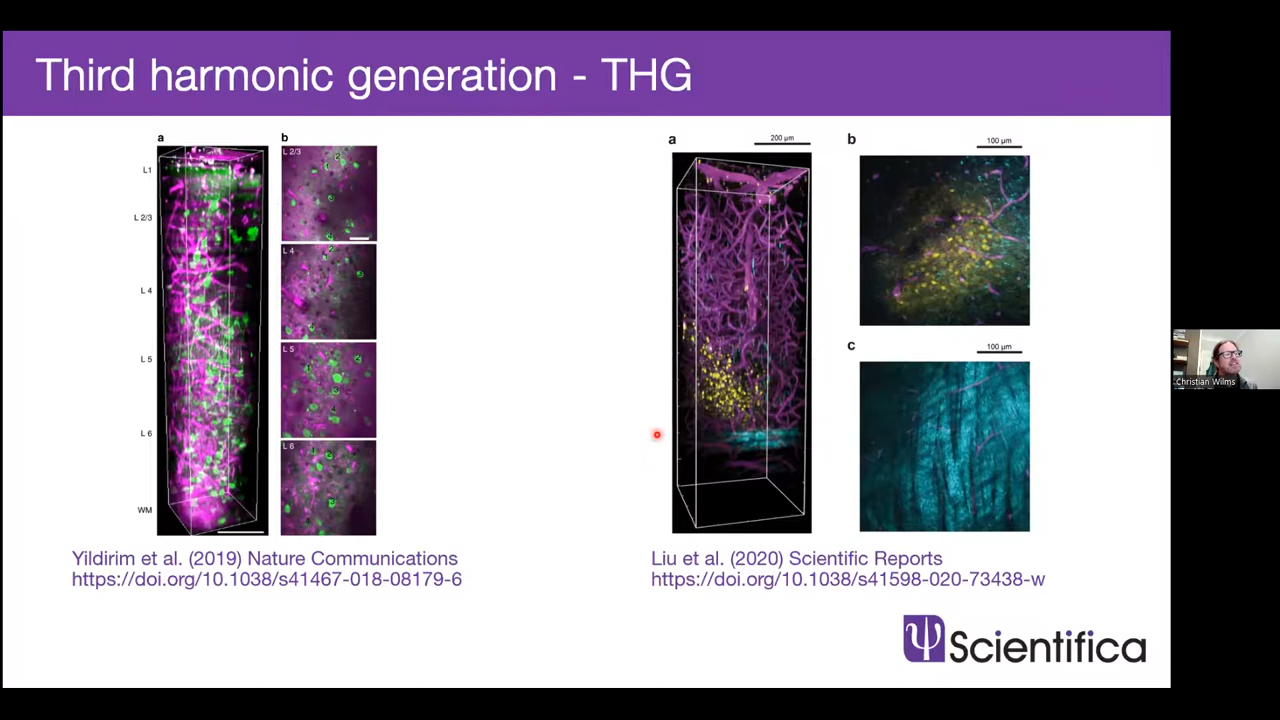 Third harmonic generation - THG
a
b
L1
L 2/3
L 4
L 5
L 6
WM
L 2/3
L 4
L 5
L 6
Yildirim et al. (2019) Nature Communications
https://doi.org/10.1038/s41467-018-08179-6
a
200 µm
b
100 µm
c
100 µm
Liu et al. (2020) Scientific Reports
https://doi.org/10.1038/s41598-020-73438-w
ψ Scientifica
Christian Wilms